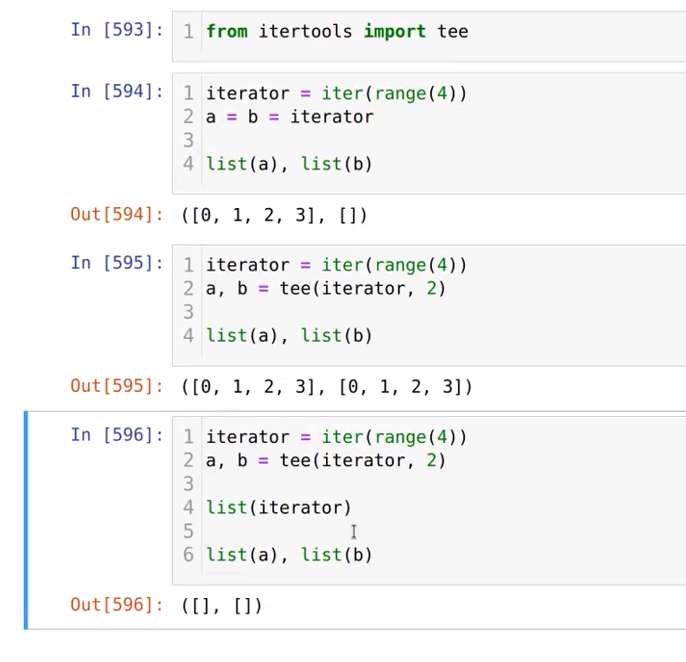 In [593]: 1 from itertools import tee
In [594]: 1 iterator = iter(range(4))
2 a = b = iterator
3
4 list(a), list(b)
Out[594]: ([0, 1, 2, 3], [])
In [595]: 1 iterator = iter(range(4))
2 a, b = tee(iterator, 2)
3
4 list(a), list(b)
Out[595]: ([0, 1, 2, 3], [0, 1, 2, 3])
In [596]: 1 iterator = iter(range(4))
2 a, b = tee(iterator, 2)
3
4 list(iterator)
5
6 list(a), list(b)
Out[596]: ([], [])